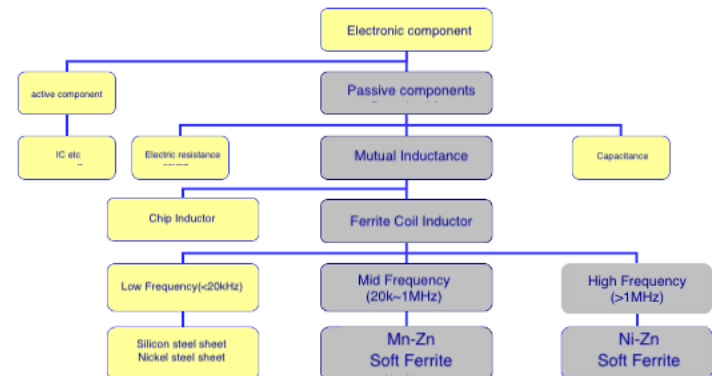 Electronic component
active component
Passive components
IC etc
Electric resistance
Mutual Inductance
Capacitance
Chip Inductor
Ferrite Coil Inductor
Low Frequency(<20kHz)
Mid Frequency
(20k~1MHz)
High Frequency
(>1MHz)
Silicon steel sheet
Nickel steel sheet
Mn-Zn
Soft Ferrite
Ni-Zn
Soft Ferrite